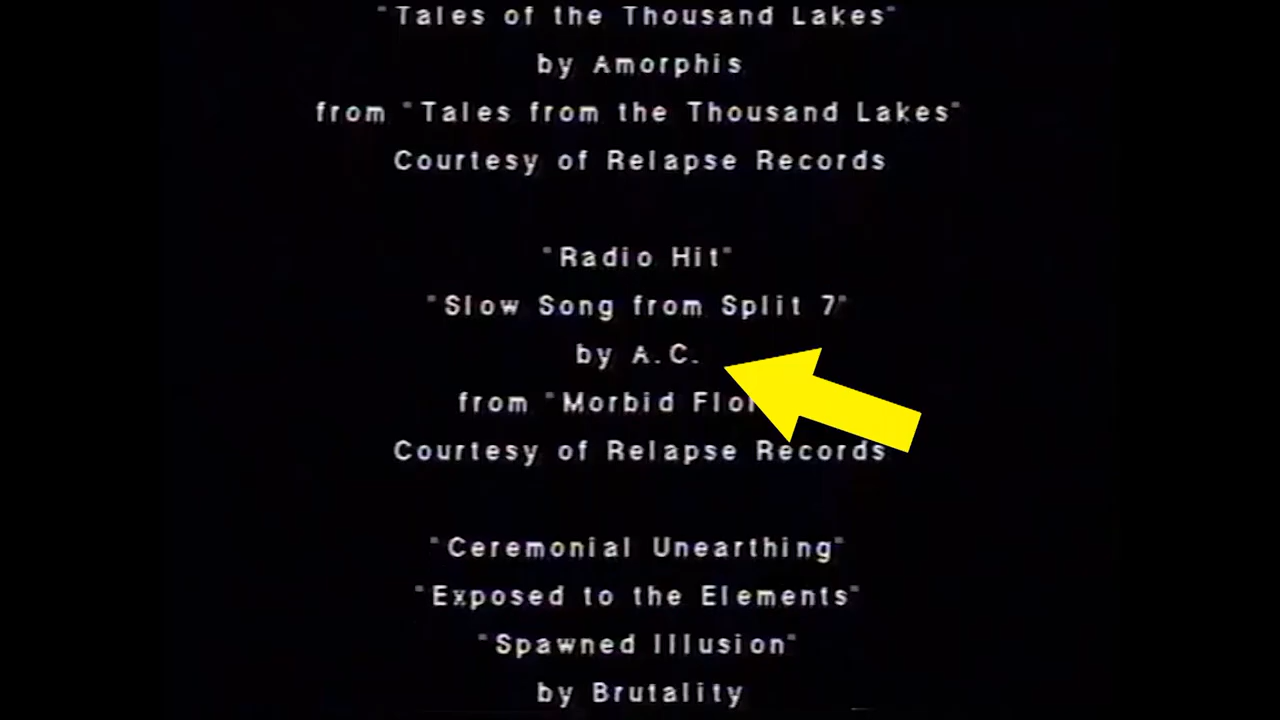 "Tales of the Thousand Lakes"
by Amorphis
from "Tales from the Thousand Lakes"
Courtesy of Relapse Records
"Radio Hit"
"Slow Song from Split 7"
by A.C.
from "Morbid
Courtesy of Relapse Records
"Ceremonial Unearthing"
"Exposed to the Elements"
"Spawned Illusion"
by Brutality